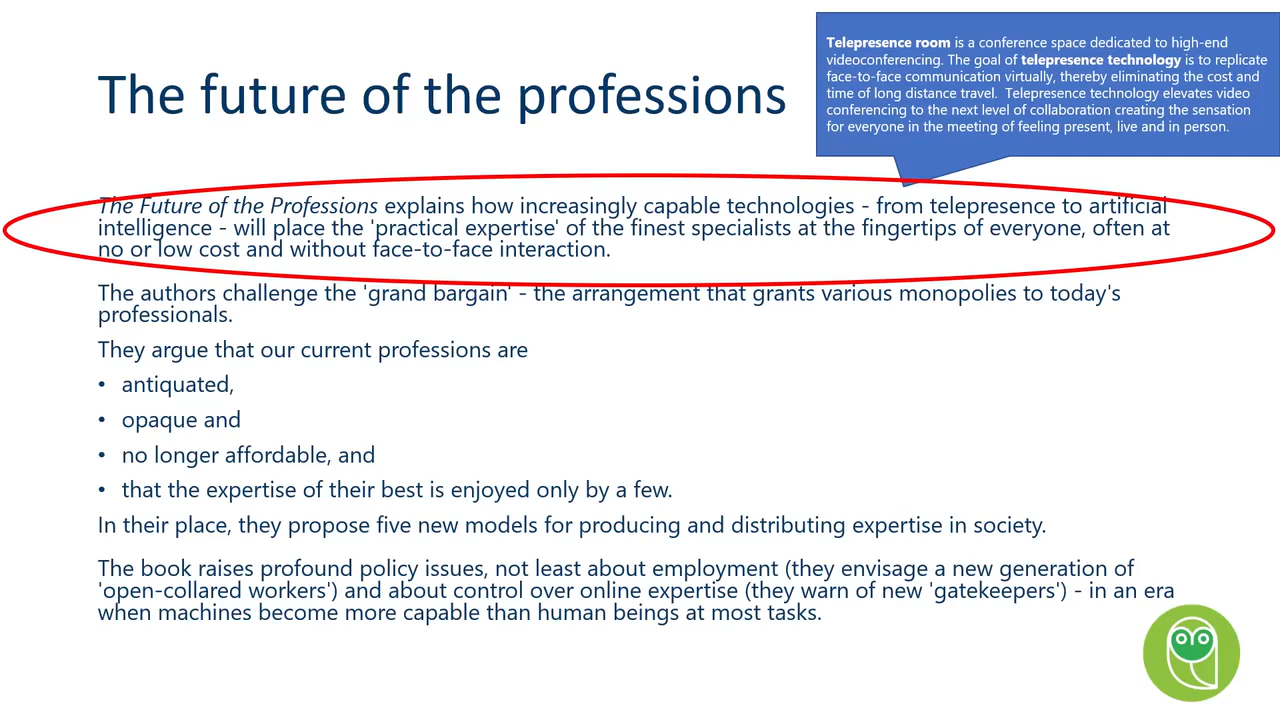 The future of the professions
Telepresence room is a conference space dedicated to high-end
videoconferencing. The goal of telepresence technology is to replicate
face-to-face communication virtually, thereby eliminating the cost and
time of long distance travel.  Telepresence technology elevates video
conferencing to the next level of collaboration creating the sensation
for everyone in the meeting of feeling present, live and in person.
The Future of the Professions explains how increasingly capable technologies - from telepresence to artificial
intelligence - will place the 'practical expertise' of the finest specialists at the fingertips of everyone, often at
no or low cost and without face-to-face interaction.
The authors challenge the 'grand bargain' - the arrangement that grants various monopolies to today's
professionals.
They argue that our current professions are
• antiquated,
• opaque and
• no longer affordable, and
• that the expertise of their best is enjoyed only by a few.
In their place, they propose five new models for producing and distributing expertise in society.
The book raises profound policy issues, not least about employment (they envisage a new generation of
'open-collared workers') and about control over online expertise (they warn of new 'gatekeepers') - in an era
when machines become more capable than human beings at most tasks.